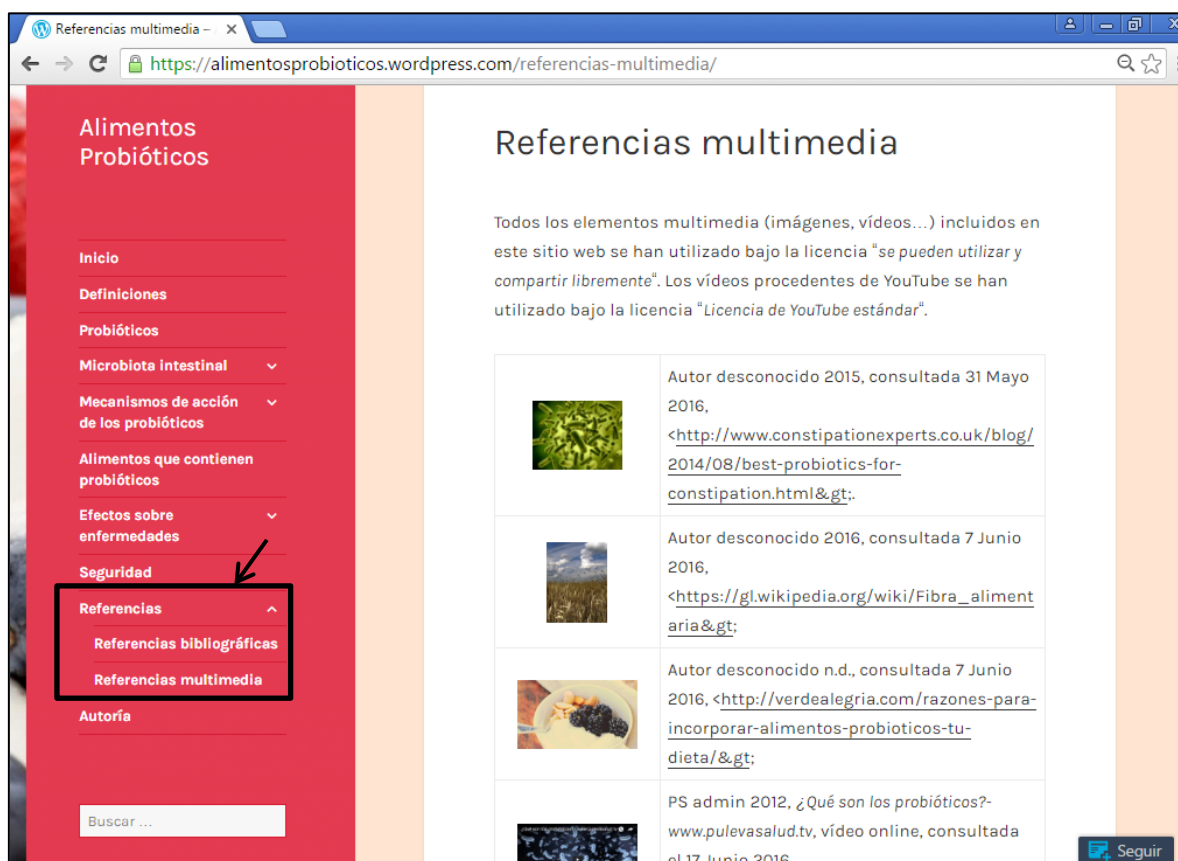 Referencias multimedia –
https://alimentosprobioticos.wordpress.com/referencias-multimedia/
Alimentos
Probióticos
Inicio
Definiciones
Probióticos
Microbiota intestinal
Mecanismos de acción
de los probióticos
Alimentos que contienen
probióticos
Efectos sobre
enfermedades
Seguridad
Referencias
Referencias bibliográficas
Referencias multimedia
Autoría
Buscar ...
Referencias multimedia
Todos los elementos multimedia (imágenes, vídeos...) incluidos en
este sitio web se han utilizado bajo la licencia “se pueden utilizar y
compartir libremente“. Los vídeos procedentes de YouTube se han
utilizado bajo la licencia “Licencia de YouTube estándar“.
Autor desconocido 2015, consultada 31 Mayo
2016,
<http://www.constipationexperts.co.uk/blog/
2014/08/best-probiotics-for-
constipation.html&gt;.
Autor desconocido 2016, consultada 7 Junio
2016,
<https://gl.wikipedia.org/wiki/Fibra_aliment
aria&gt;
Autor desconocido n.d., consultada 7 Junio
2016, <http://verdealegria.com/razones-para-
incorporar-alimentos-probioticos-tu-
dieta/&gt;
PS admin 2012, ¿Qué son los probióticos?-
www.pulevasalud.tv, vídeo online, consultada
el 17 Junio 2016
Seguir